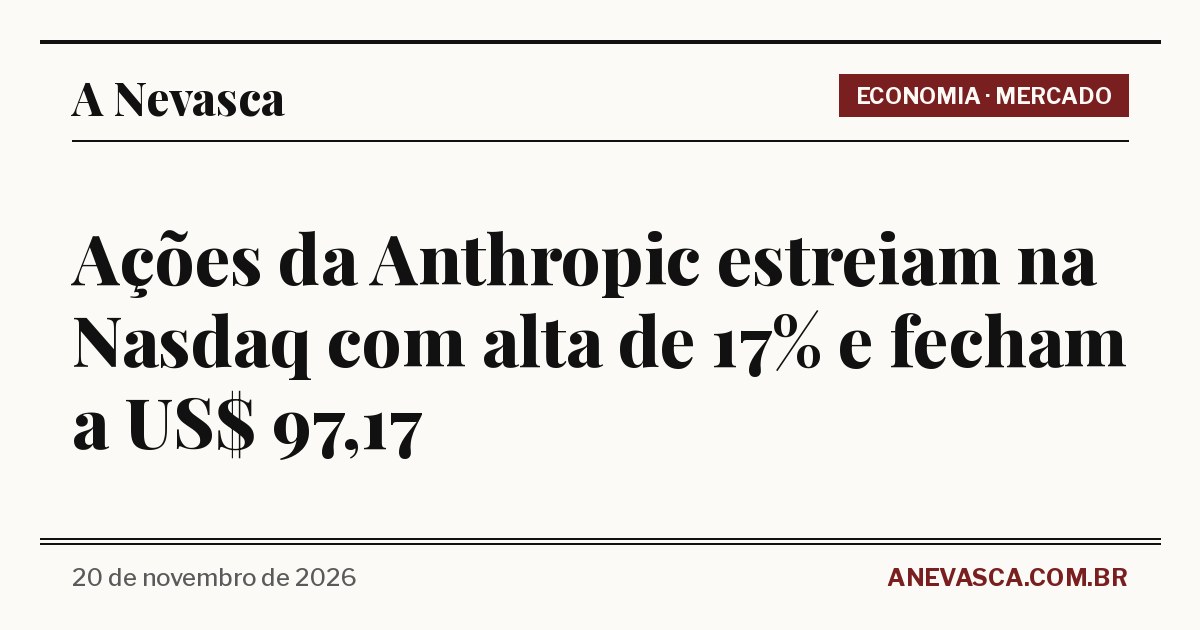 A Nevasca
ECONOMIA · MERCADO
Ações da Anthropic estreiam na
Nasdaq com alta de 17% e fecham
a US$ 97,17
20 de novembro de 2026
ANEVASCA.COM.BR